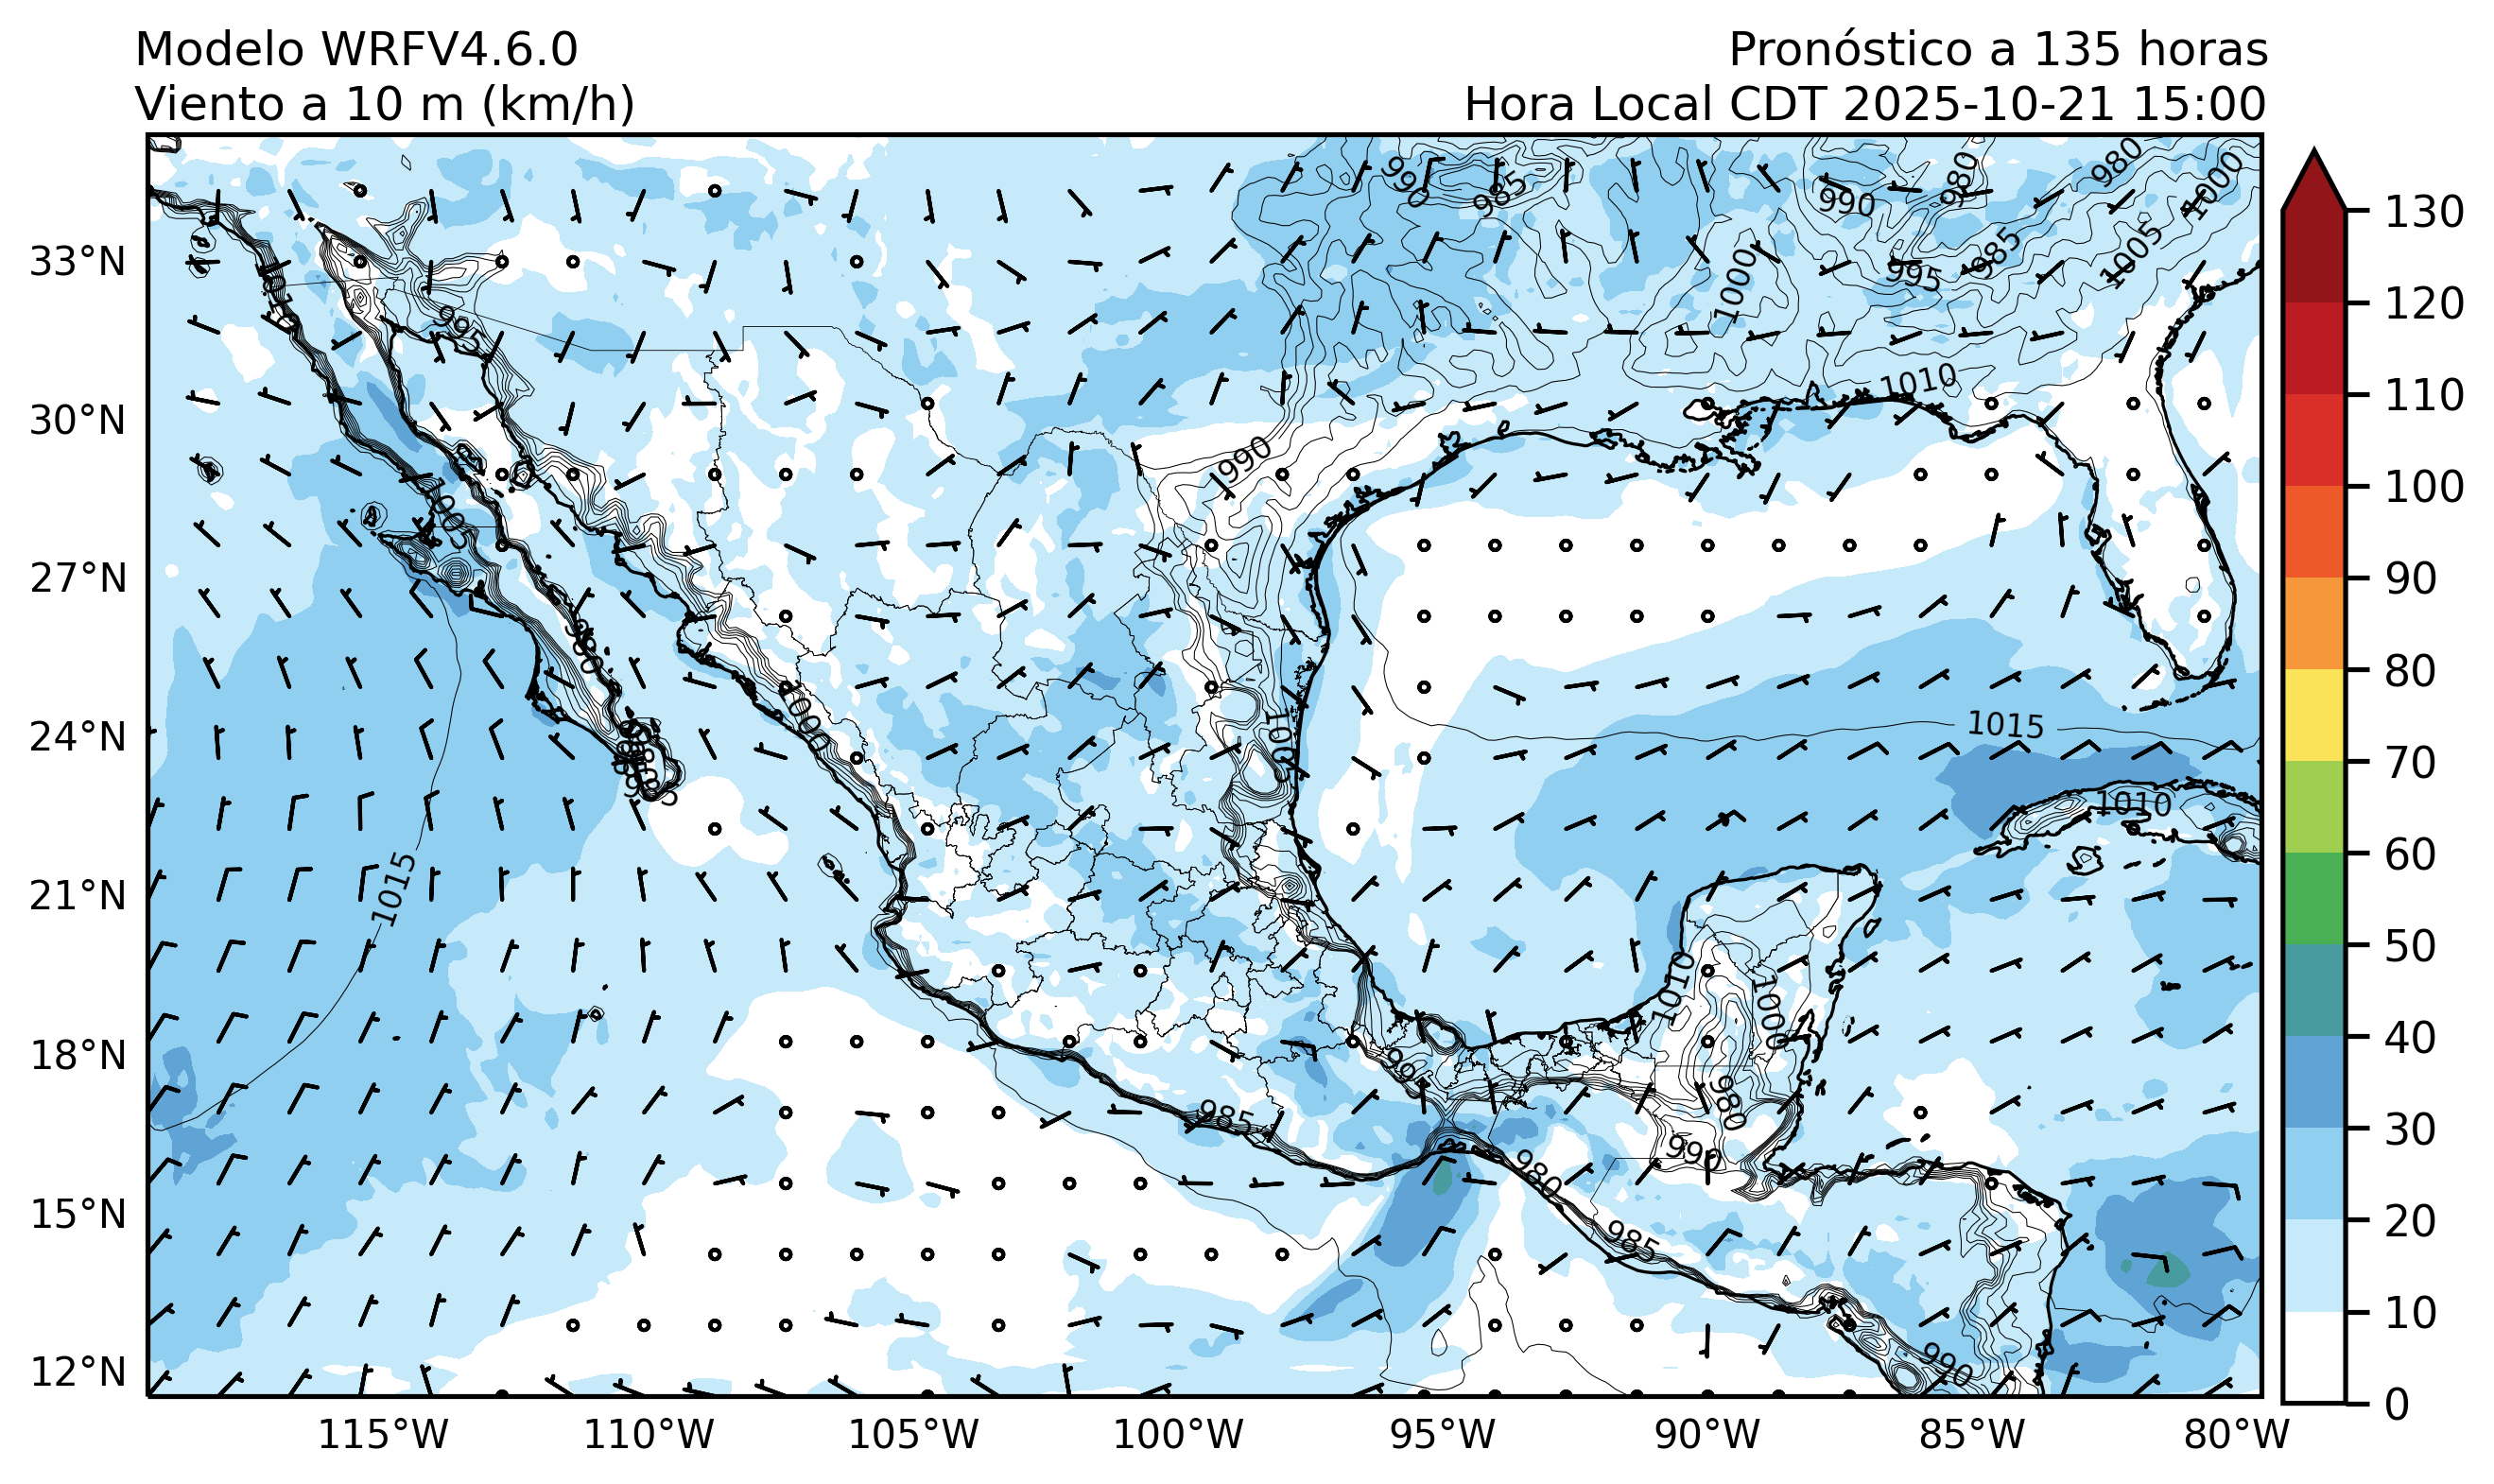 Modelo WRFV4.6.0
Viento a 10 m (km/h)
Pronóstico a 135 horas
Hora Local CDT 2025-10-21 15:00
33°N
30°N
27°N
24°N
21°N
18°N
15°N
12°N
115°W
110°W
105°W
100°W
95°W
90°W
85°W
80°W
130
120
110
100
90
80
70
60
50
40
30
20
10
0
990
985
980
990
980
1000
985
1005
995
1000
1010
995
990
1000
1015
1010
1000
1015
1010
1000
980
990
985
980
985
990